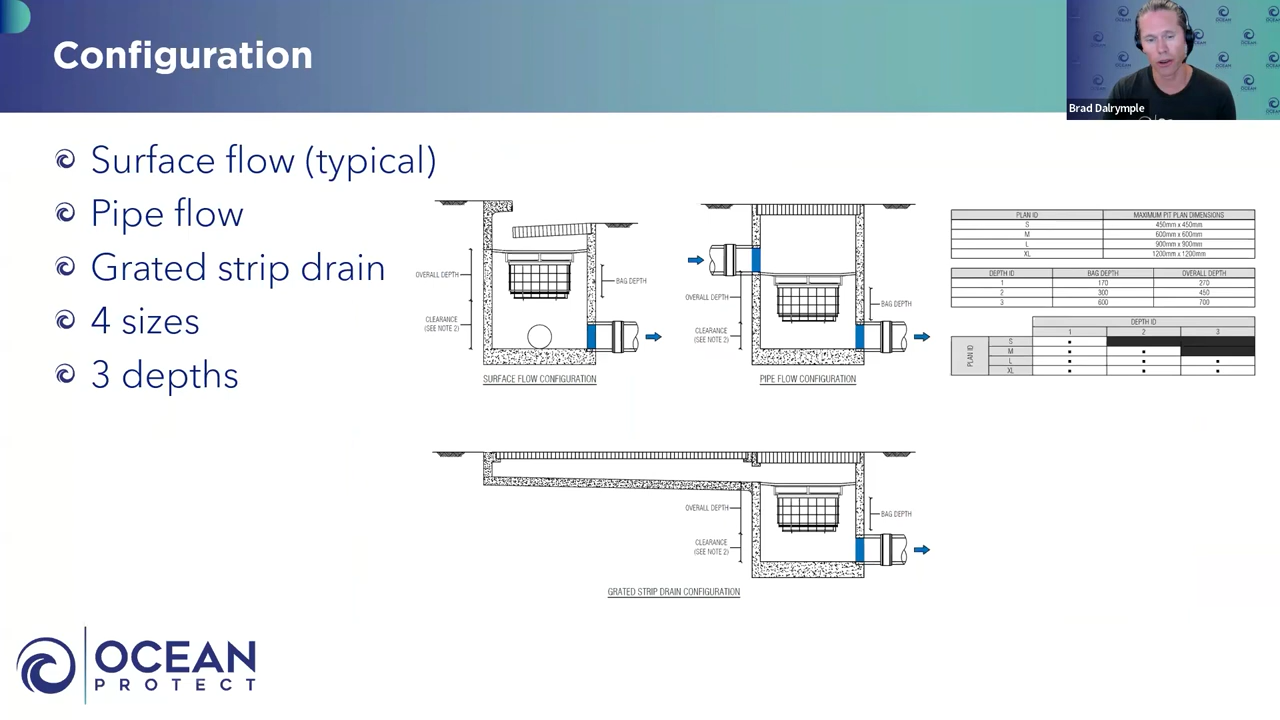 Configuration
Brad Dalrymple
Surface flow (typical)
Pipe flow
Grated strip drain
4 sizes
3 depths
OVERALL DEPTH
BAG DEPTH
CLEARANCE
(SEE NOTE 2)
SURFACE FLOW CONFIGURATION
OVERALL DEPTH
BAG DEPTH
CLEARANCE
(SEE NOTE 2)
PIPE FLOW CONFIGURATION
PLAN ID MAXIMUM PIT PLAN DIMENSIONS
S 450mm x 450mm
M 600mm x 600mm
L 900mm x 900mm
XL 1200mm x 1200mm
DEPTH ID BAG DEPTH OVERALL DEPTH
1 170 270
2 300 450
3 600 700
DEPTH ID
1 2 3
PLAN ID
S
M
L
XL
OVERALL DEPTH
BAG DEPTH
CLEARANCE
(SEE NOTE 2)
GRATED STRIP DRAIN CONFIGURATION
OCEAN
PROTECT